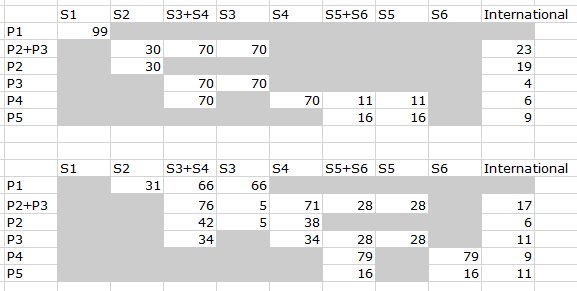 S1 S2 S3+S4 S3 S4 S5+S6 S5 S6 International
P1 99
P2+P3 30 70 70 23
P2 30 19
P3 70 70 4
P4 70 70 11 11 6
P5 16 16 9
S1 S2 S3+S4 S3 S4 S5+S6 S5 S6 International
P1 31 66 66
P2+P3 76 5 71 28 28 17
P2 42 5 38 6
P3 34 34 28 28 11
P4 79 79 9
P5 16 16 11